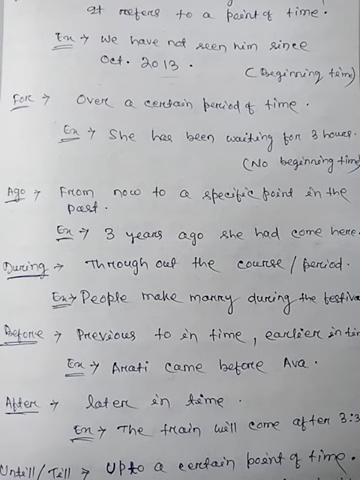 It refers to a point of time.
Ex → We have not seen him since
Oct. 2013.
(Beginning time)
For → Over a certain period of time.
Ex → She has been waiting for 3 hours.
(No beginning time)
Ago → From now to a specific point in the
past.
Ex → 3 years ago she had come here.
During → Through out the course/period.
Ex → People make marry during the festiva
Before → Previous to in time, earlier in tim
Ex → Arati came before Ava.
After → later in time.
Ex → The train will come after 3:3
Untill/Till → Upto a certain point of time.